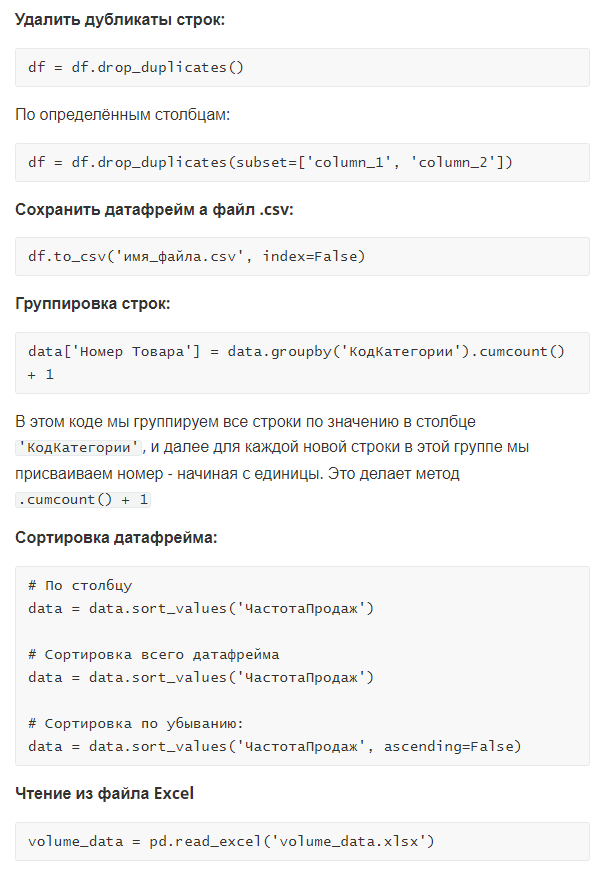 Удалить дубликаты строк:
df = df.drop_duplicates()
По определённым столбцам:
df = df.drop_duplicates(subset=['column_1', 'column_2'])
Сохранить датафрейм а файл .csv:
df.to_csv('имя_файла.csv', index=False)
Группировка строк:
data['Номер Товара'] = data.groupby('КодКатегории').cumcount()
+ 1
В этом коде мы группируем все строки по значению в столбце
'КодКатегории', и далее для каждой новой строки в этой группе мы
присваиваем номер - начиная с единицы. Это делает метод
.cumcount() + 1
Сортировка датафрейма:
# По столбцу
data = data.sort_values('ЧастотаПродаж')
# Сортировка всего датафрейма
data = data.sort_values('ЧастотаПродаж')
# Сортировка по убыванию:
data = data.sort_values('ЧастотаПродаж', ascending=False)
Чтение из файла Excel
volume_data = pd.read_excel('volume_data.xlsx')